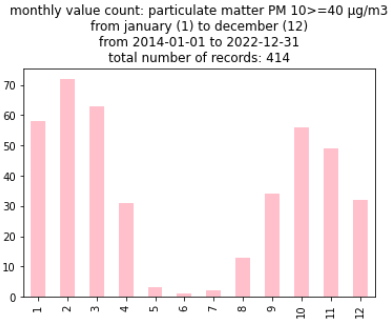 monthly value count: particulate matter PM 10>=40 µg/m3
from january (1) to december (12)
from 2014-01-01 to 2022-12-31
total number of records: 414
70
60
50
40
30
20
10
0
1 2 3 4 5 6 7 8 9 10 11 12